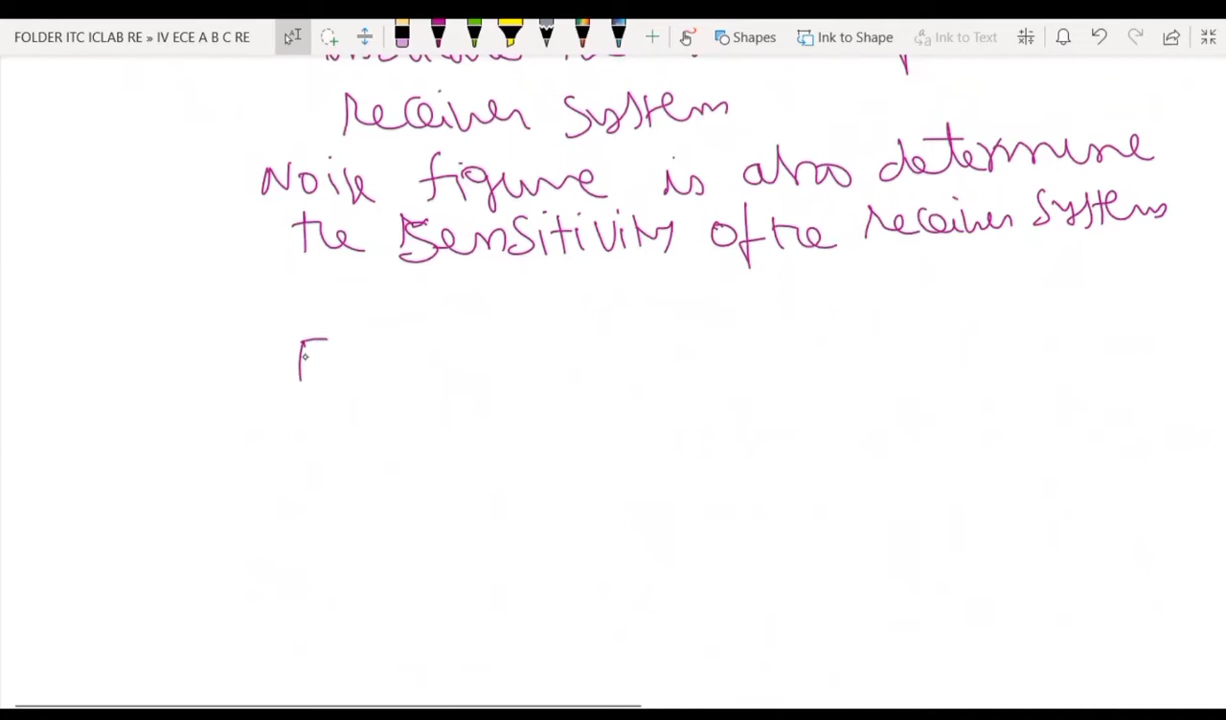 FOLDER ITC ICLAB RE » IV ECE A B C RE Shapes Ink to Shape Ink to Text
receiver system
Noise figure is also determine
the sensitivity of the receiver system
F